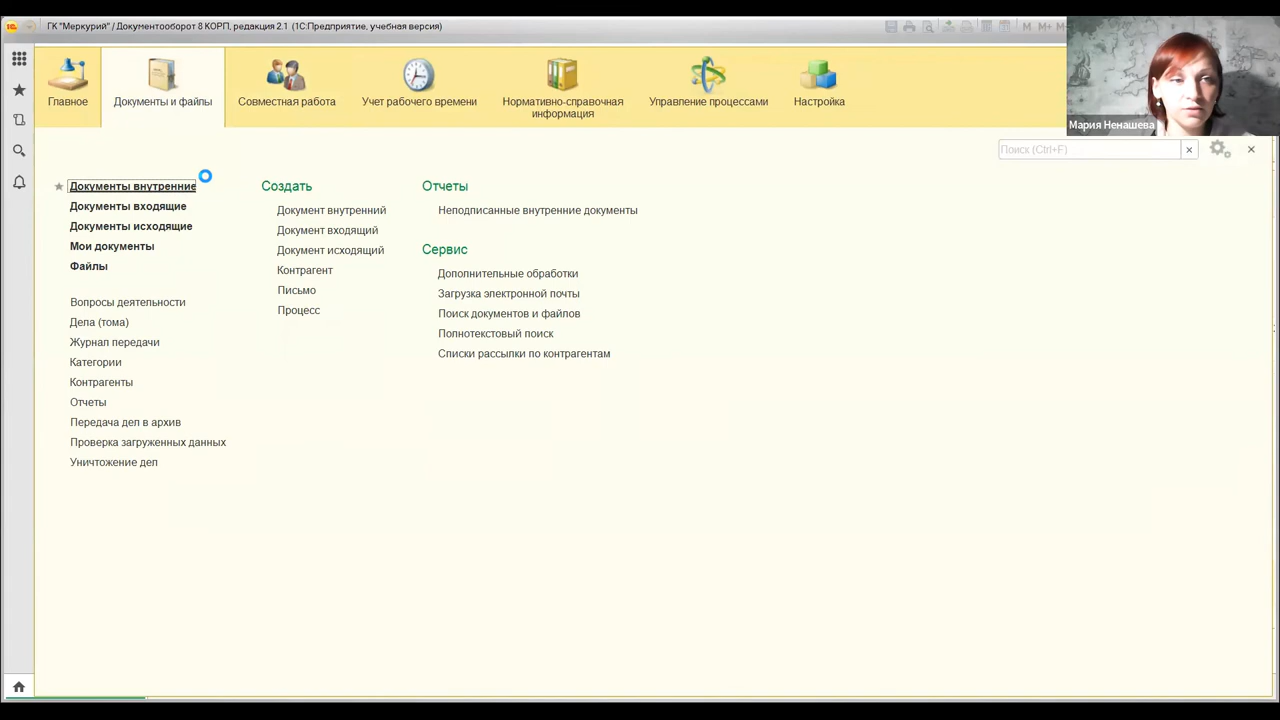 ГК "Меркурий" / Документооборот 8 КОРП, редакция 2.1 (1С:Предприятие, учебная версия)
M M+
Главное
Документы и файлы
Совместная работа
Учет рабочего времени
Нормативно-справочная
информация
Управление процессами
Настройка
Мария Ненашева
Поиск (Ctrl+F)
Документы внутренние
Документы входящие
Документы исходящие
Мои документы
Файлы
Вопросы деятельности
Дела (тома)
Журнал передачи
Категории
Контрагенты
Отчеты
Передача дел в архив
Проверка загруженных данных
Уничтожение дел
Создать
Документ внутренний
Документ входящий
Документ исходящий
Контрагент
Письмо
Процесс
Отчеты
Неподписанные внутренние документы
Сервис
Дополнительные обработки
Загрузка электронной почты
Поиск документов и файлов
Полнотекстовый поиск
Списки рассылки по контрагентам